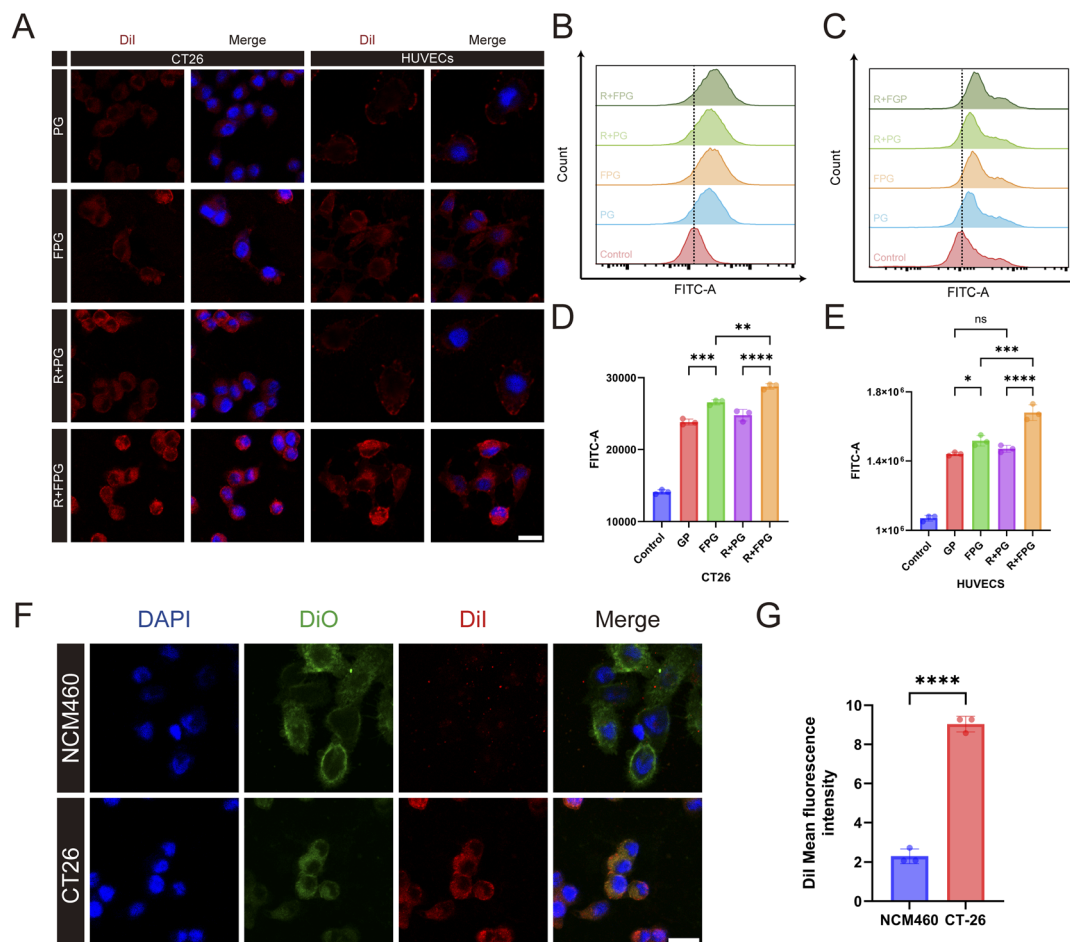 A
DiI
Merge
DiI
Merge
CT26
HUVECs
PG
FPG
R+PG
R+FPG
B
R+FPG
R+PG
FPG
PG
Control
Count
FITC-A
C
R+FGP
R+PG
FPG
PG
Control
Count
FITC-A
D
**
***
****
30000
20000
10000
FITC-A
Control
GP
FPG
R+PG
R+FPG
CT26
E
ns
***
*
****
1.8×10⁶
1.4×10⁶
1×10⁶
FITC-A
Control
GP
FPG
R+PG
R+FPG
HUVECS
F
DAPI
DiO
DiI
Merge
NCM460
CT26
G
****
10
8
6
4
2
0
DiI Mean fluorescence
intensity
NCM460
CT-26